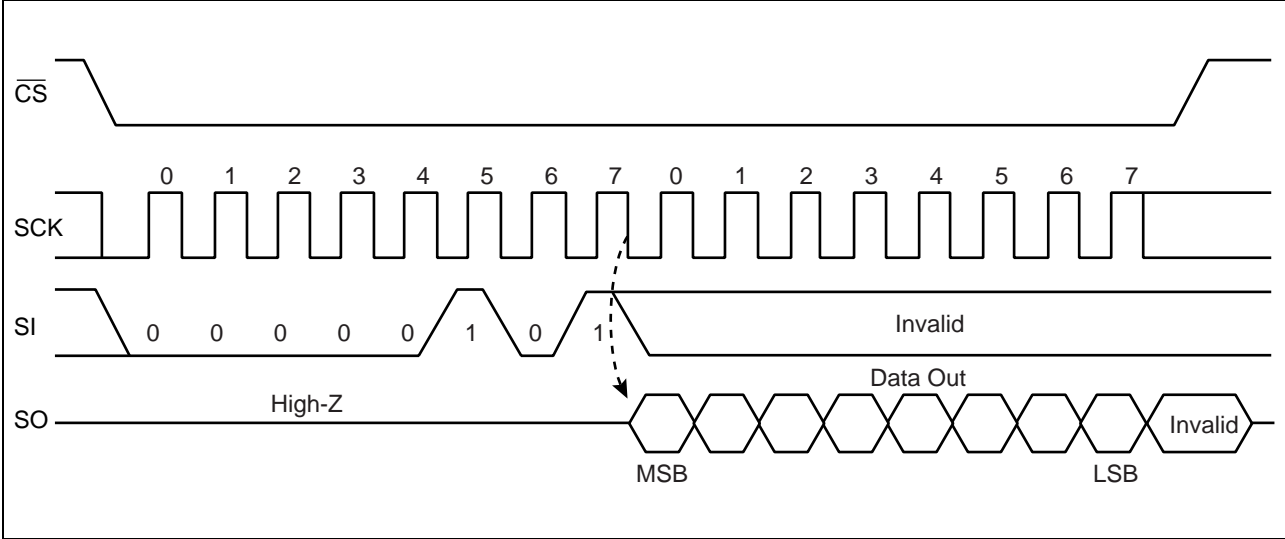 CS
0 1 2 3 4 5 6 7 0 1 2 3 4 5 6 7
SCK
SI
0 0 0 0 0 1 0 1
Invalid
Data Out
High-Z
SO
Invalid
MSB
LSB